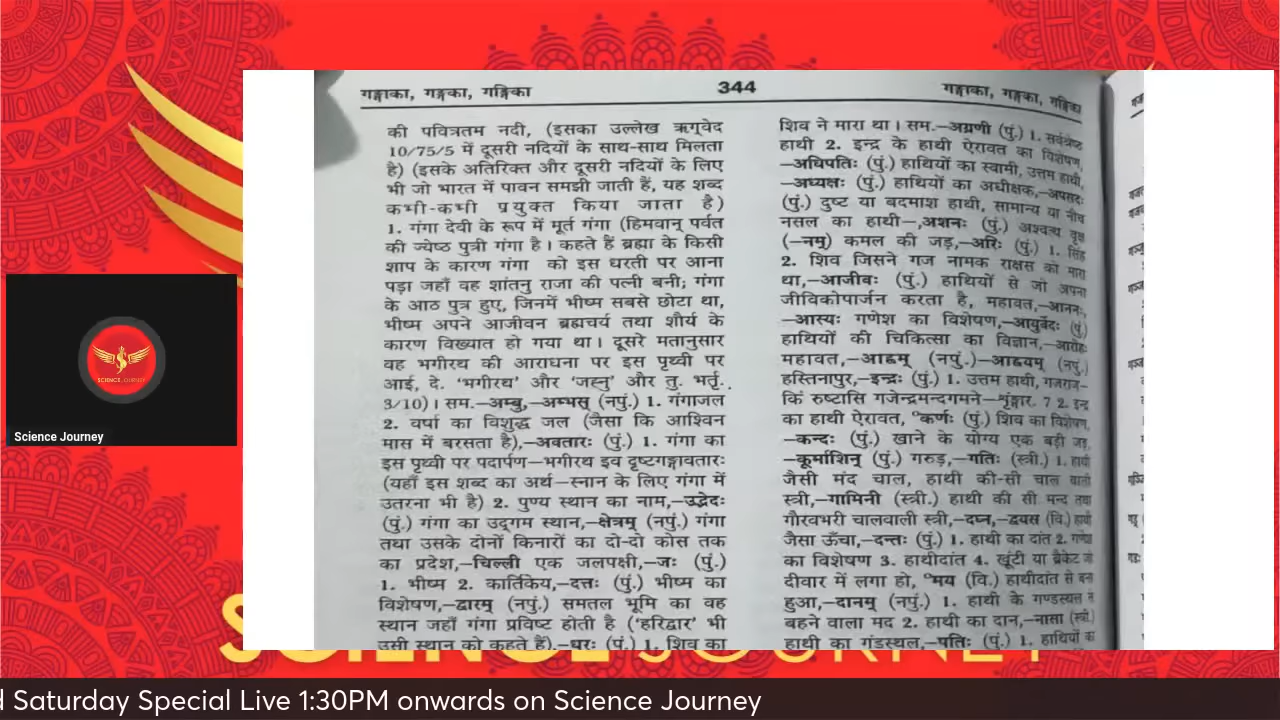 गङ्गाका, गङ्गका, गङ्गिका
344
गङ्गाका, गङ्गका, गङ्गिका
की पवित्रतम नदी, (इसका उल्लेख ऋग्वेद
10/75/5 में दूसरी नदियों के साथ-साथ मिलता
है) (इसके अतिरिक्त और दूसरी नदियों के लिए
भी जो भारत में पावन समझी जाती हैं, यह शब्द
कभी-कभी प्रयुक्त किया जाता है)
1. गंगा देवी के रूप में मूर्त गंगा (हिमवान् पर्वत
की ज्येष्ठ पुत्री गंगा है। कहते हैं ब्रह्मा के किसी
शाप के कारण गंगा को इस धरती पर आना
पड़ा जहाँ वह शांतनु राजा की पत्नी बनी; गंगा
के आठ पुत्र हुए, जिनमें भीष्म सबसे छोटा था,
भीष्म अपने आजीवन ब्रह्मचर्य तथा शौर्य के
कारण विख्यात हो गया था। दूसरे मतानुसार
वह भगीरथ की आराधना पर इस पृथ्वी पर
आई, दे. 'भगीरथ' और 'जह्नु' और तु. भर्तृ.
3/10)। सम.–अम्बु,–अम्भस् (नपुं.) 1. गंगाजल
2. वर्षा का विशुद्ध जल (जैसा कि आश्विन
मास में बरसता है),–अवतारः (पुं.) 1. गंगा का
इस पृथ्वी पर पदार्पण–भगीरथ इव दृष्टगङ्गावतारः
(यहाँ इस शब्द का अर्थ–स्नान के लिए गंगा में
उतरना भी है) 2. पुण्य स्थान का नाम,–उद्भेदः
(पुं.) गंगा का उद्गम स्थान,–क्षेत्रम् (नपुं.) गंगा
तथा उसके दोनों किनारों का दो-दो कोस तक
का प्रदेश,–चिल्ली एक जलपक्षी,–जः (पुं.)
1. भीष्म 2. कार्तिकेय,–दत्तः (पुं.) भीष्म का
विशेषण,–द्वारम् (नपुं.) समतल भूमि का वह
स्थान जहाँ गंगा प्रविष्ट होती है ('हरिद्वार' भी
उसी स्थान को कहते हैं),–धरः (पुं.) 1. शिव का
शिव ने मारा था। सम.–अग्रणी (पुं.) 1. सर्वश्रेष्ठ
हाथी 2. इन्द्र के हाथी ऐरावत का विशेषण,
–अधिपतिः (पुं.) हाथियों का स्वामी, उत्तम हाथी,
–अध्यक्षः (पुं.) हाथियों का अधीक्षक,–अपसदः
(पुं.) दुष्ट या बदमाश हाथी, सामान्य या नीच
नसल का हाथी–,अशनः (पुं.) अश्वत्थ वृक्ष
(–नम्) कमल की जड़,–अरिः (पुं.) 1. सिंह
2. शिव जिसने गज नामक राक्षस को मारा
था,–आजीवः (पुं.) हाथियों से जो अपना
जीविकोपार्जन करता है, महावत,–आननः,
–आस्यः गणेश का विशेषण,–आयुर्वेदः (पुं)
हाथियों की चिकित्सा का विज्ञान,–आरोहः
महावत,–आह्वम् (नपुं.)–आह्वयम् (नपुं.)
हस्तिनापुर,–इन्द्रः (पुं.) 1. उत्तम हाथी, गजराज–
किं रुष्टासि गजेन्द्रमन्दगमने–शृंङ्गार. 7 2. इन्द्र
का हाथी ऐरावत, °कर्णः (पुं.) शिव का विशेषण,
–कन्दः (पुं.) खाने के योग्य एक बड़ी जड़,
–कूर्माशिन् (पुं.) गरुड़,–गतिः (स्त्री.) 1. हाथी
जैसी मंद चाल, हाथी की-सी चाल वाली
स्त्री,–गामिनी (स्त्री.) हाथी की सी मन्द तथा
गौरवभरी चालवाली स्त्री,–दघ्न,–द्वयस (वि.) हाथी
जैसा ऊँचा,–दन्तः (पुं.) 1. हाथी का दांत 2. गणेश
का विशेषण 3. हाथीदांत 4. खूंटी या ब्रैकेट जो
दीवार में लगा हो, °मय (वि.) हाथीदांत से बना
हुआ,–दानम् (नपुं.) 1. हाथी के गण्डस्थल से
बहने वाला मद 2. हाथी का दान,–नासा (स्त्री.)
हाथी का गंडस्थल,–पतिः (पुं.) 1. हाथियों का
SCIENCE JOURNEY
Science Journey
SCIENCE JOURNEY
d Saturday Special Live 1:30PM onwards on Science Journey